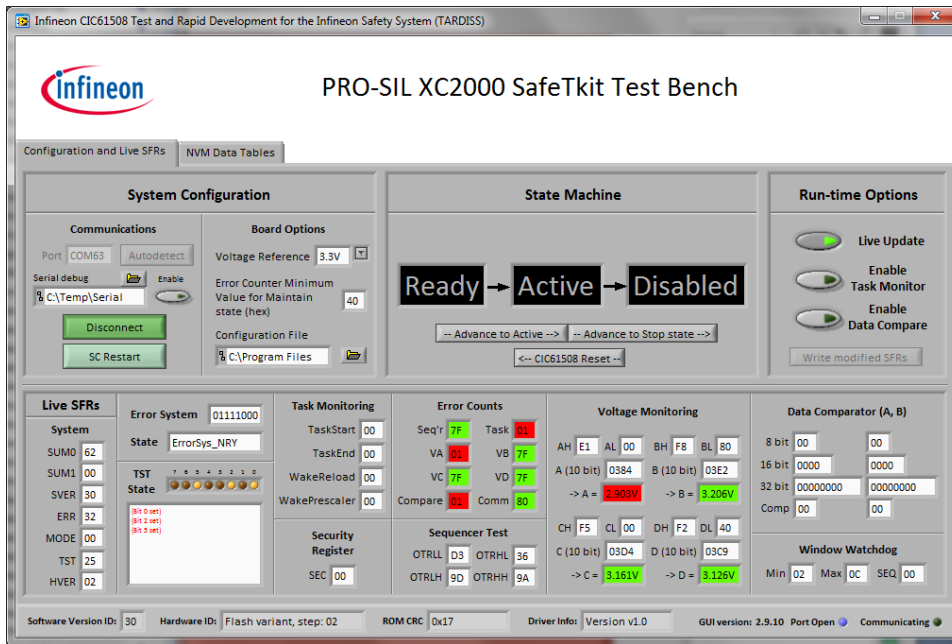 Infineon CIC61508 Test and Rapid Development for the Infineon Safety System (TARDISS)
infineon
PRO-SIL XC2000 SafeTkit Test Bench
Configuration and Live SFRs NVM Data Tables
System Configuration
Communications
Port COM63 Autodetect
Serial debug Enable
C:\Temp\Serial
Disconnect
SC Restart
Board Options
Voltage Reference 3.3V
Error Counter Minimum
Value for Maintain
state (hex) 40
Configuration File
C:\Program Files
State Machine
Ready Active Disabled
-- Advance to Active --> -- Advance to Stop state -->
<-- CIC61508 Reset --
Run-time Options
Live Update
Enable
Task Monitor
Enable
Data Compare
Write modified SFRs
Live SFRs
System
SUM0 62
SUM1 00
SVER 30
ERR 32
MODE 00
TST 25
HVER 02
Error System 01111000
State ErrorSys_NRY
TST
State
7 6 5 4 3 2 1 0
(Bit 0 set)
(Bit 2 set)
(Bit 5 set)
Task Monitoring
TaskStart 00
TaskEnd 00
WakeReload 00
WakePrescaler 00
Security
Register
SEC 00
Error Counts
Seq'r 7F Task 01
VA 01 VB 7F
VC 7F VD 7F
Compare 01 Comm 80
Sequencer Test
OTRLL D3 OTRHL 36
OTRLH 9D OTRHH 9A
Voltage Monitoring
AH E1 AL 00 BH F8 BL 80
A (10 bit) 0384 B (10 bit) 03E2
-> A = 2.903V -> B = 3.206V
CH F5 CL 00 DH F2 DL 40
C (10 bit) 03D4 D (10 bit) 03C9
-> C = 3.161V -> D = 3.126V
Data Comparator (A, B)
8 bit 00 00
16 bit 0000 0000
32 bit 00000000 00000000
Comp 00 00
Window Watchdog
Min 02 Max 0C SEQ 00
Software Version ID: 30 Hardware ID: Flash variant, step: 02 ROM CRC 0x17 Driver Info: Version v1.0 GUI version: 2.9.10 Port Open Communicating